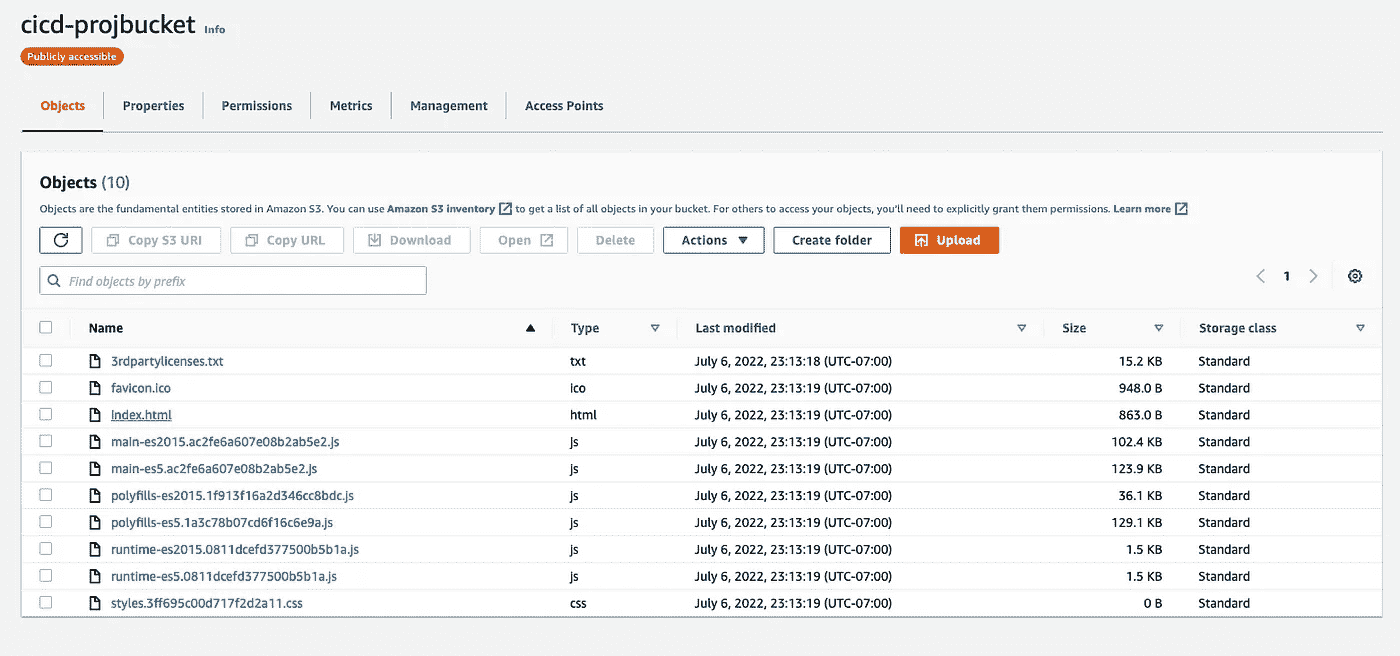 cicd-projbucket Info
Publicly accessible
Objects Properties Permissions Metrics Management Access Points
Objects (10)
Objects are the fundamental entities stored in Amazon S3. You can use Amazon S3 inventory to get a list of all objects in your bucket. For others to access your objects, you'll need to explicitly grant them permissions. Learn more
Copy S3 URI Copy URL Download Open Delete Actions Create folder Upload
Find objects by prefix
1
Name Type Last modified Size Storage class
3rdpartylicenses.txt txt July 6, 2022, 23:13:18 (UTC-07:00) 15.2 KB Standard
favicon.ico ico July 6, 2022, 23:13:19 (UTC-07:00) 948.0 B Standard
index.html html July 6, 2022, 23:13:19 (UTC-07:00) 863.0 B Standard
main-es2015.ac2fe6a607e08b2ab5e2.js js July 6, 2022, 23:13:19 (UTC-07:00) 102.4 KB Standard
main-es5.ac2fe6a607e08b2ab5e2.js js July 6, 2022, 23:13:19 (UTC-07:00) 123.9 KB Standard
polyfills-es2015.1f913f16a2d346cc8bdc.js js July 6, 2022, 23:13:19 (UTC-07:00) 36.1 KB Standard
polyfills-es5.1a3c78b07cd6f16c6e9a.js js July 6, 2022, 23:13:19 (UTC-07:00) 129.1 KB Standard
runtime-es2015.0811dcefd377500b5b1a.js js July 6, 2022, 23:13:19 (UTC-07:00) 1.5 KB Standard
runtime-es5.0811dcefd377500b5b1a.js js July 6, 2022, 23:13:19 (UTC-07:00) 1.5 KB Standard
styles.3ff695c00d717f2d2a11.css css July 6, 2022, 23:13:19 (UTC-07:00) 0 B Standard